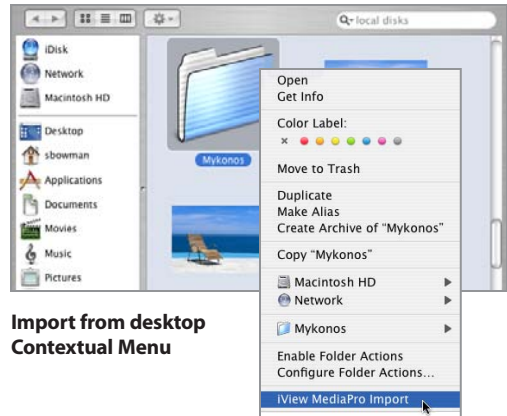 local disks
iDisk
Network
Macintosh HD
Desktop
sbowman
Applications
Documents
Movies
Music
Pictures
Mykonos
Open
Get Info
Color Label:
Move to Trash
Duplicate
Make Alias
Create Archive of “Mykonos”
Copy “Mykonos”
Macintosh HD
Network
Mykonos
Enable Folder Actions
Configure Folder Actions...
iView MediaPro Import
Import from desktop
Contextual Menu